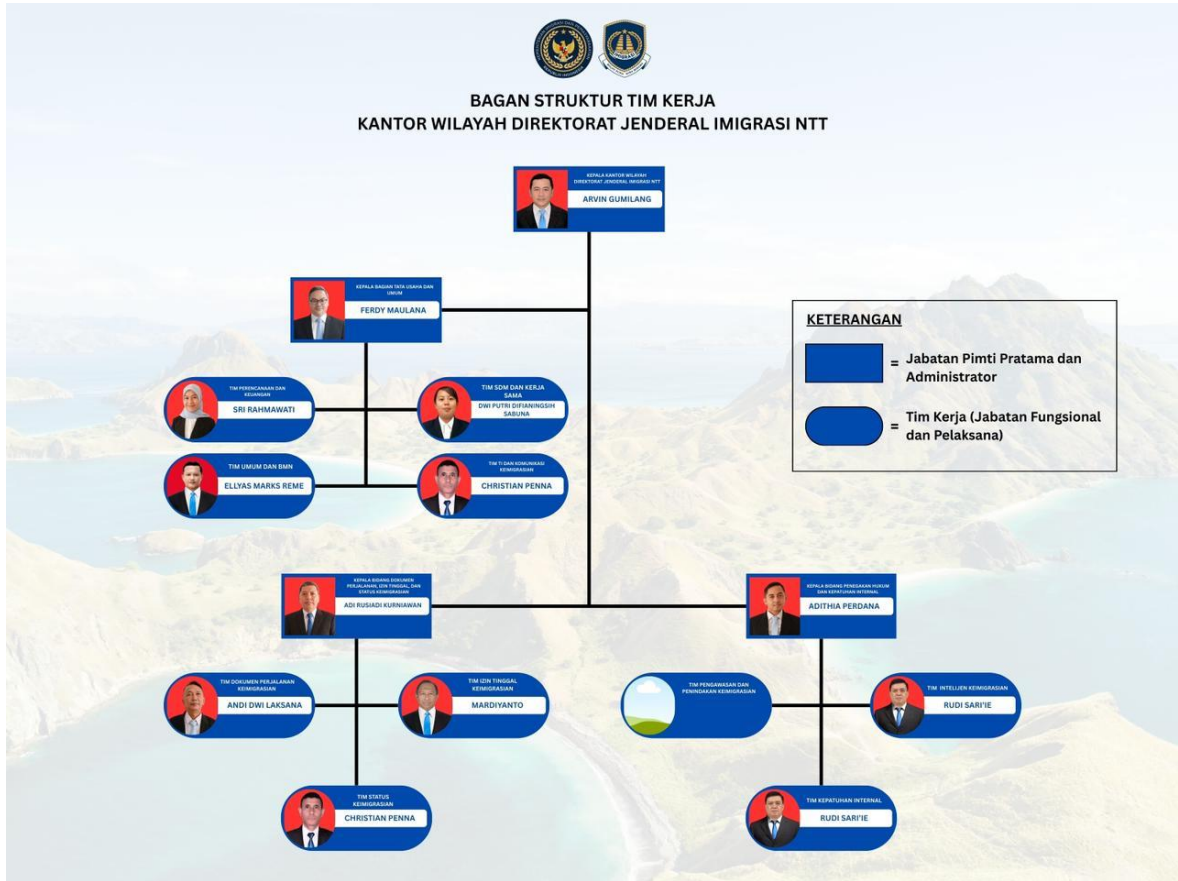 BAGAN STRUKTUR TIM KERJA
KANTOR WILAYAH DIREKTORAT JENDERAL IMIGRASI NTT
KEPALA KANTOR WILAYAH
DIREKTORAT JENDERAL IMIGRASI NTT
ARVIN GUMILANG
KEPALA BAGIAN TATA USAHA DAN
UMUM
FERDY MAULANA
KETERANGAN
= Jabatan Pimti Pratama dan
Administrator
= Tim Kerja (Jabatan Fungsional
dan Pelaksana)
TIM PERENCANAAN DAN
KEUANGAN
SRI RAHMAWATI
TIM SDM DAN KERJA
SAMA
DWI PUTRI DIFIANINGSIH
SABUNA
TIM UMUM DAN BMN
ELLYAS MARKS REME
TIM TI DAN KOMUNIKASI
KEIMIGRASIAN
CHRISTIAN PENNA
KEPALA BIDANG DOKUMEN
PERJALANAN, IZIN TINGGAL, DAN
STATUS KEIMIGRASIAN
ADI RUSIADI KURNIAWAN
KEPALA BIDANG PENEGAKAN HUKUM
DAN KEPATUHAN INTERNAL
ADITHIA PERDANA
TIM DOKUMEN PERJALANAN
KEIMIGRASIAN
ANDI DWI LAKSANA
TIM IZIN TINGGAL
KEIMIGRASIAN
MARDIYANTO
TIM PENGAWASAN DAN
PENINDAKAN KEIMIGRASIAN
TIM INTELIJEN KEIMIGRASIAN
RUDI SARI'IE
TIM STATUS
KEIMIGRASIAN
CHRISTIAN PENNA
TIM KEPATUHAN INTERNAL
RUDI SARI'IE